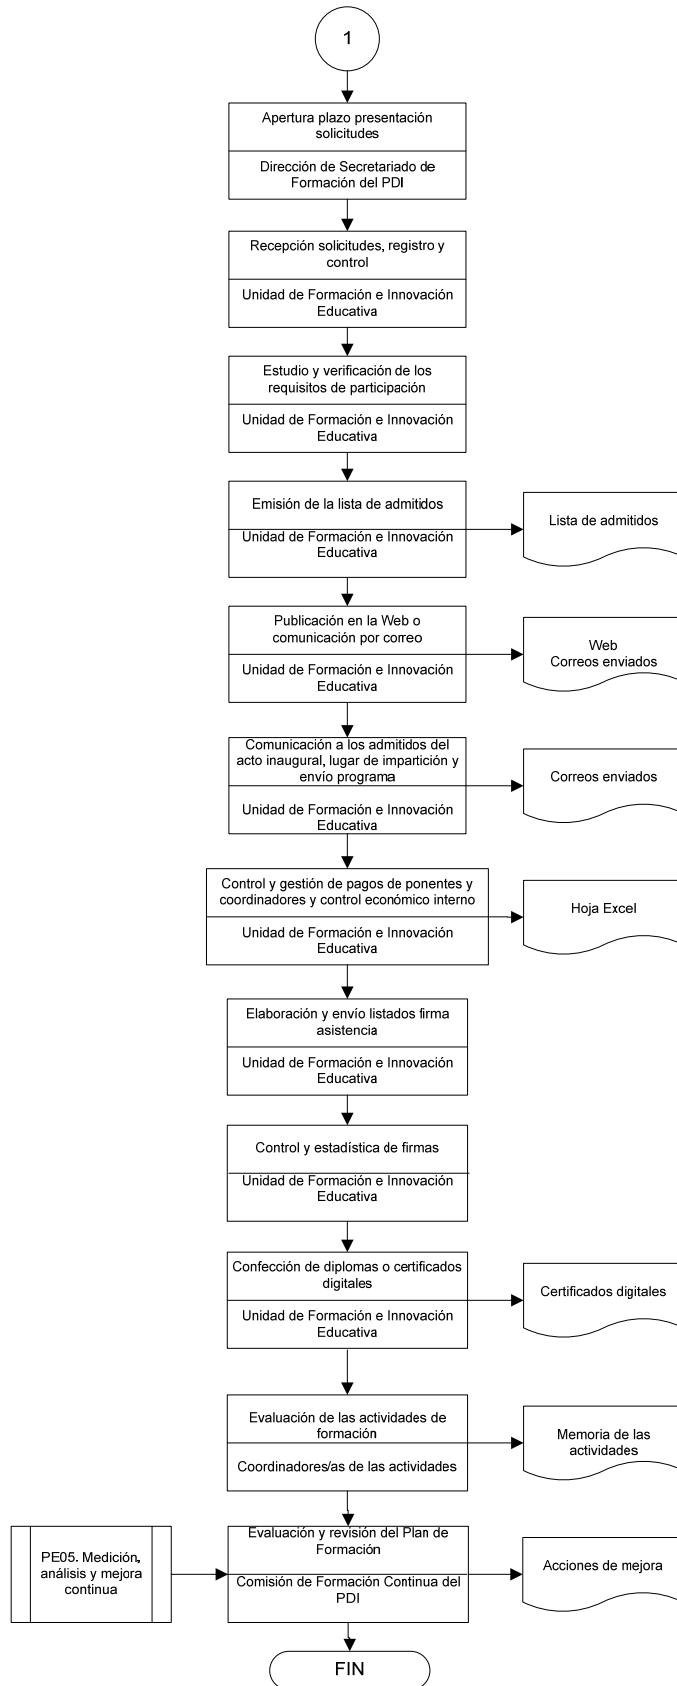 1
Apertura plazo presentación
solicitudes
Dirección de Secretariado de
Formación del PDI
Recepción solicitudes, registro y
control
Unidad de Formación e Innovación
Educativa
Estudio y verificación de los
requisitos de participación
Unidad de Formación e Innovación
Educativa
Emisión de la lista de admitidos
Unidad de Formación e Innovación
Educativa
Lista de admitidos
Publicación en la Web o
comunicación por correo
Unidad de Formación e Innovación
Educativa
Web
Correos enviados
Comunicación a los admitidos del
acto inaugural, lugar de impartición y
envío programa
Unidad de Formación e Innovación
Educativa
Correos enviados
Control y gestión de pagos de ponentes y
coordinadores y control económico interno
Unidad de Formación e Innovación
Educativa
Hoja Excel
Elaboración y envío listados firma
asistencia
Unidad de Formación e Innovación
Educativa
Control y estadística de firmas
Unidad de Formación e Innovación
Educativa
Confección de diplomas o certificados
digitales
Unidad de Formación e Innovación
Educativa
Certificados digitales
Evaluación de las actividades de
formación
Coordinadores/as de las actividades
Memoria de las
actividades
PE05. Medición,
análisis y mejora
continua
Evaluación y revisión del Plan de
Formación
Comisión de Formación Continua del
PDI
Acciones de mejora
FIN